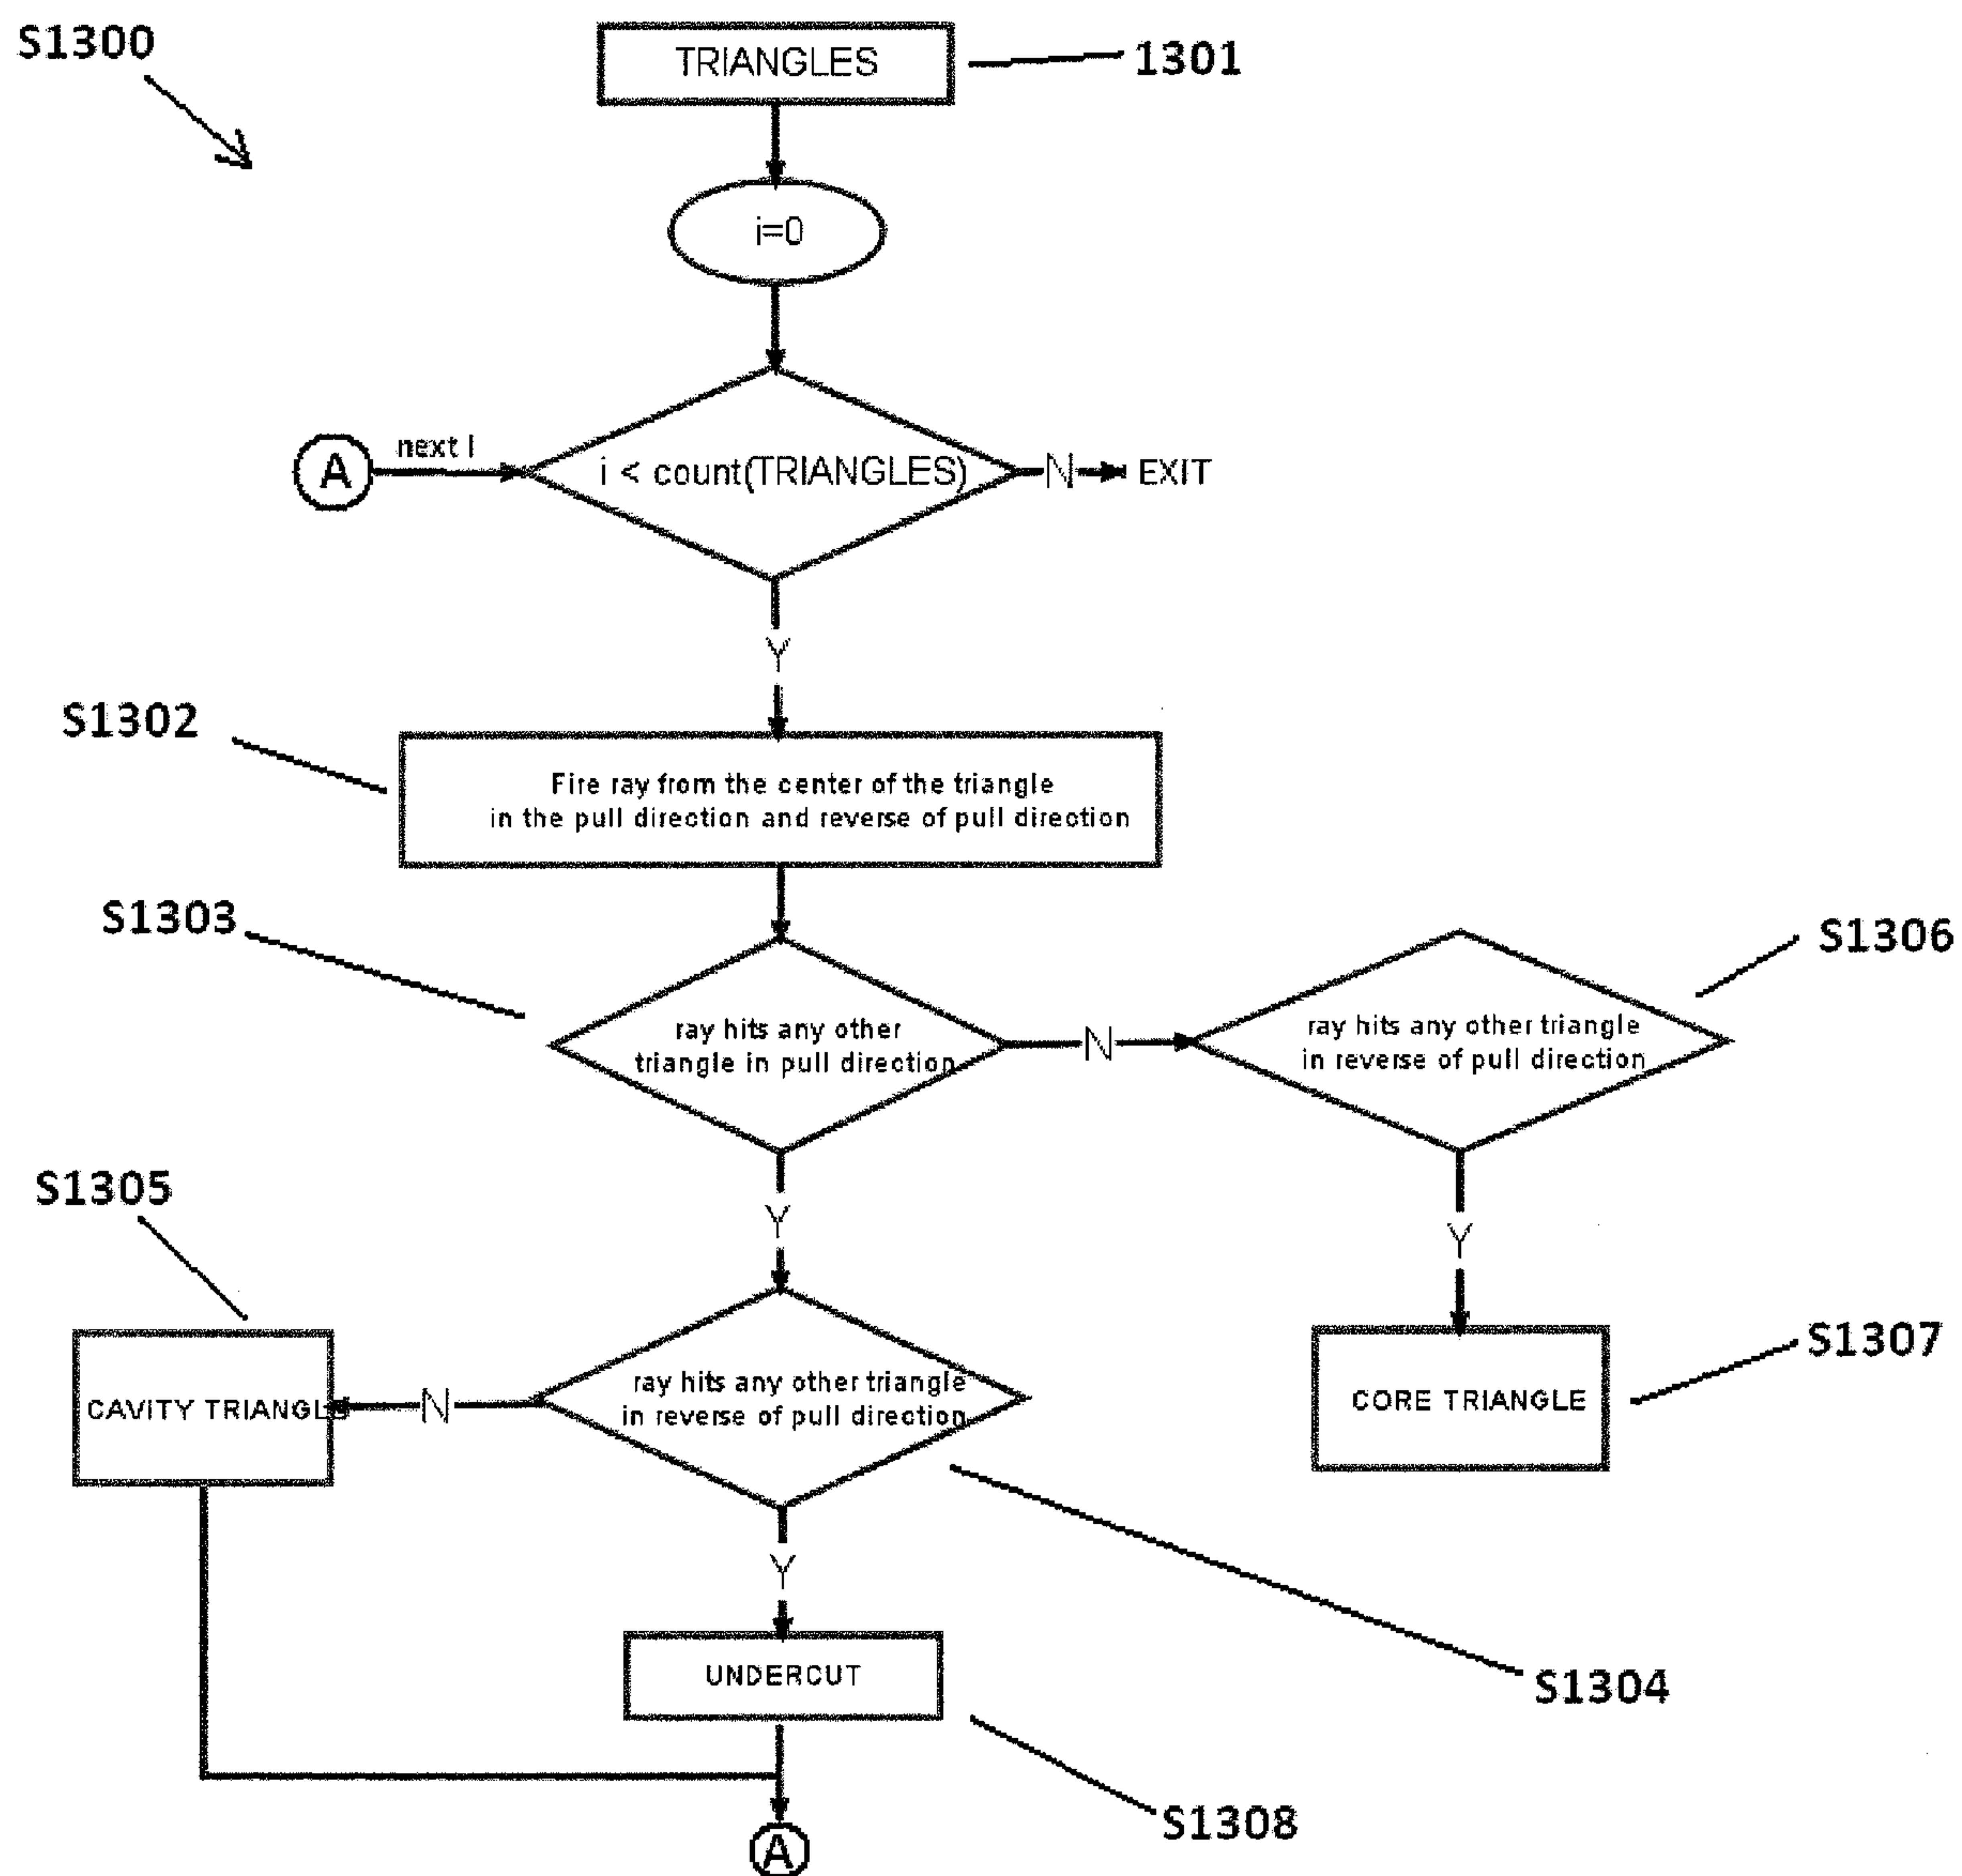 S1300
TRIANGLES
1301
i=0
A
next i
i < count(TRIANGLES)
N
EXIT
Y
S1302
Fire ray from the center of the triangle
in the pull direction and reverse of pull direction
S1303
S1306
ray hits any other
triangle in pull direction
N
ray hits any other triangle
in reverse of pull direction
Y
Y
S1305
S1307
CAVITY TRIANGLE
N
ray hits any other triangle
in reverse of pull direction
CORE TRIANGLE
Y
UNDERCUT
S1304
S1308
A